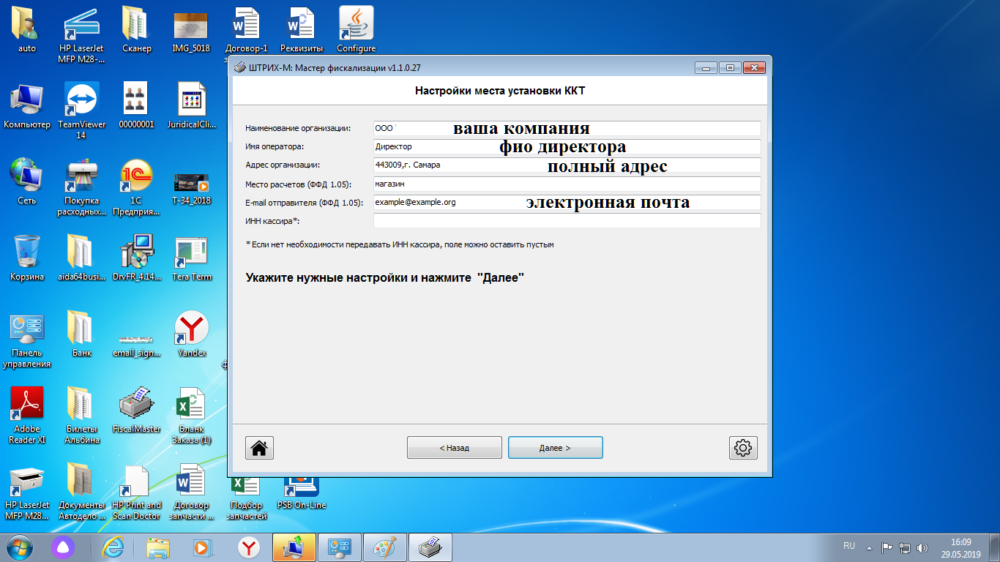 auto
HP LaserJet
MFP M28-...
Сканер
IMG_5018
Договор-1
Реквизиты
Configure
ШТРИХ-М: Мастер фискализации v1.1.0.27
Настройки места установки ККТ
Наименование организации: ООО ваша компания
Имя оператора: Директор фио директора
Адрес организации: 443009,г. Самара полный адрес
Место расчетов (ФФД 1.05): магазин
E-mail отправителя (ФФД 1.05): example@example.org электронная почта
ИНН кассира*:
* Если нет необходимости передавать ИНН кассира, поле можно оставить пустым
Укажите нужные настройки и нажмите "Далее"
< Назад
Далее >
Компьютер
TeamViewer
14
00000001
JuridicalCli...
Сеть
Покупка
расходных...
1С
Предприя...
T-34_2018
Корзина
aida64busi...
DrvFR_4.14...
Tera Term
Панель
управления
Банк
email_sign...
Yandex
Adobe
Reader XI
Билеты
Альбина
FiscalMaster
Бланк
Заказа (1)
HP LaserJet
MFP M28...
Документы
Автодело ...
HP Print and
Scan Doctor
Договор
запчасти ...
Подбор
запчастей
PSB On-Line
RU
16:09
29.05.2019